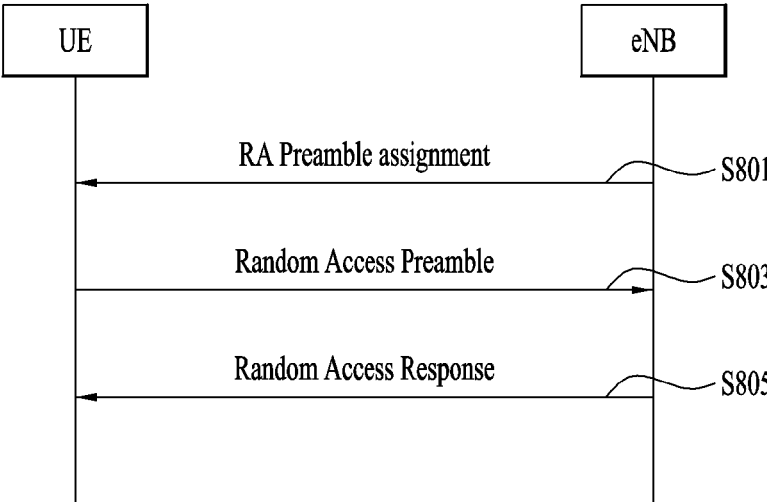 UE
eNB
RA Preamble assignment
S801
Random Access Preamble
S803
Random Access Response
S805